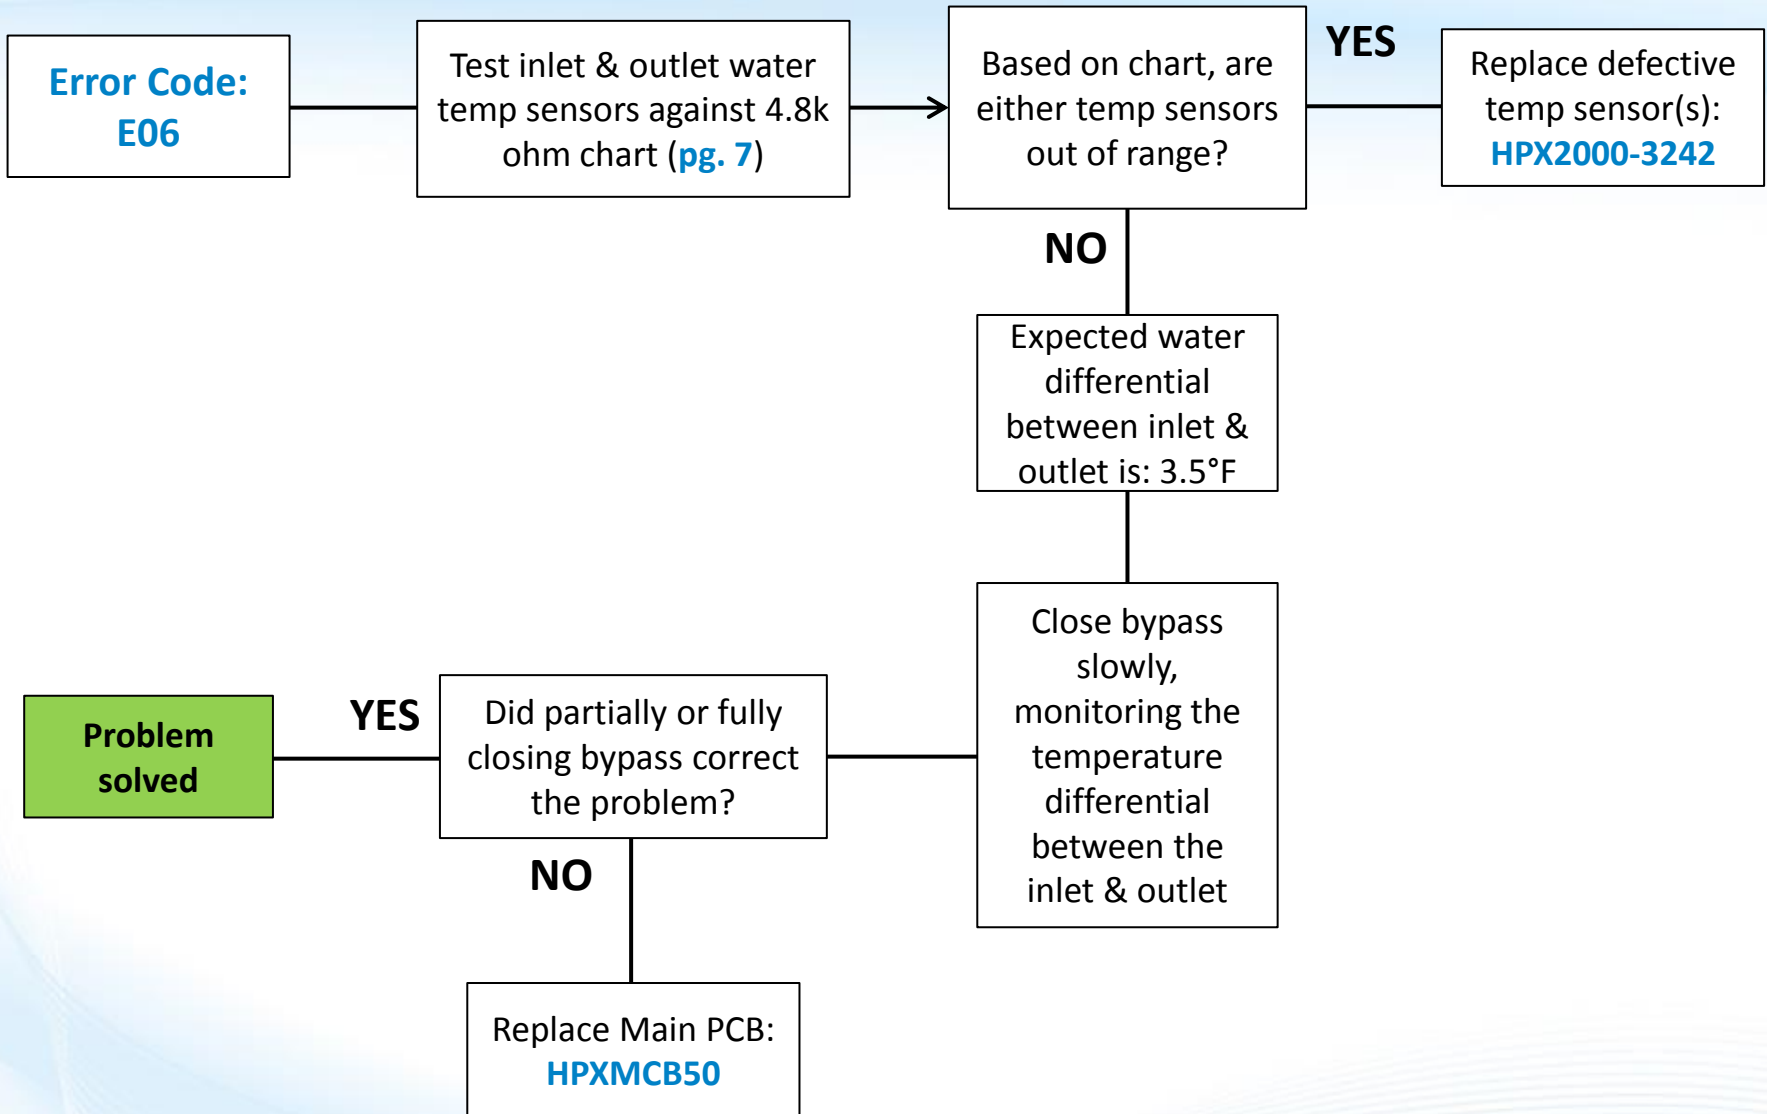 Error Code:
E06
Test inlet & outlet water
temp sensors against 4.8k
ohm chart (pg. 7)
Based on chart, are
either temp sensors
out of range?
YES
Replace defective
temp sensor(s):
HPX2000-3242
NO
Expected water
differential
between inlet &
outlet is: 3.5°F
Close bypass
slowly,
monitoring the
temperature
differential
between the
inlet & outlet
Did partially or fully
closing bypass correct
the problem?
YES
Problem
solved
NO
Replace Main PCB:
HPXMCB50